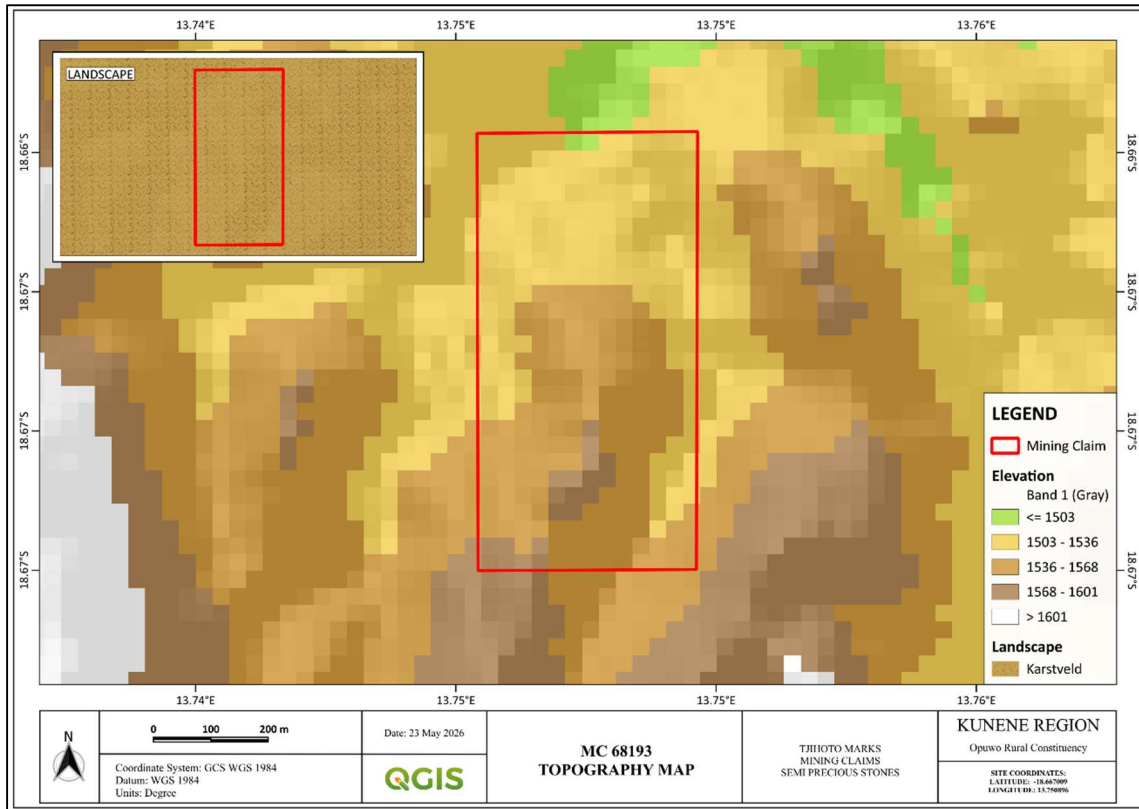 13.74°E
13.75°E
13.75°E
13.76°E
LANDSCAPE
18.66°S
18.66°S
18.67°S
18.67°S
18.67°S
18.67°S
18.67°S
18.67°S
LEGEND
Mining Claim
Elevation
Band 1 (Gray)
<= 1503
1503 - 1536
1536 - 1568
1568 - 1601
> 1601
Landscape
Karstveld
13.74°E
13.75°E
13.75°E
13.76°E
N
0 100 200 m
Coordinate System: GCS WGS 1984
Datum: WGS 1984
Units: Degree
Date: 23 May 2026
QGIS
MC 68193
TOPOGRAPHY MAP
TJIHOTO MARKS
MINING CLAIMS
SEMI PRECIOUS STONES
KUNENE REGION
Opuwo Rural Constituency
SITE COORDINATES:
LATITUDE: -18.667009
LONGITUDE: 13.750896